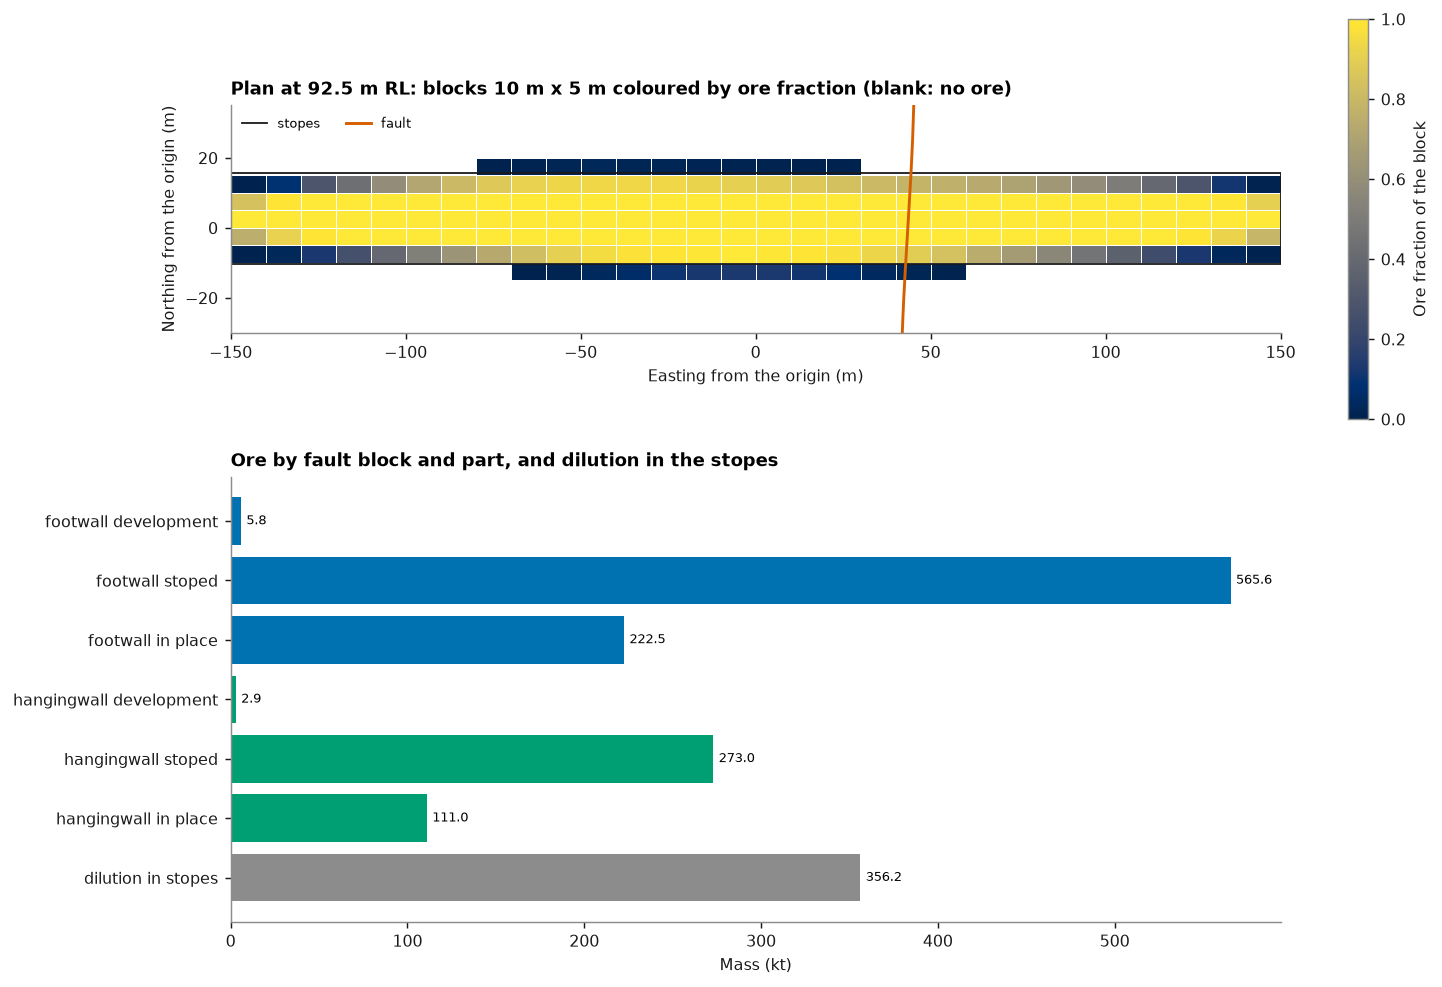 Plan at 92.5 m RL: blocks 10 m x 5 m coloured by ore fraction (blank: no ore)
stopes
fault
Northing from the origin (m)
20
0
−20
−150
−100
−50
0
50
100
150
Easting from the origin (m)
1.0
0.8
0.6
0.4
0.2
0.0
Ore fraction of the block
Ore by fault block and part, and dilution in the stopes
footwall development
5.8
footwall stoped
565.6
footwall in place
222.5
hangingwall development
2.9
hangingwall stoped
273.0
hangingwall in place
111.0
dilution in stopes
356.2
0
100
200
300
400
500
Mass (kt)